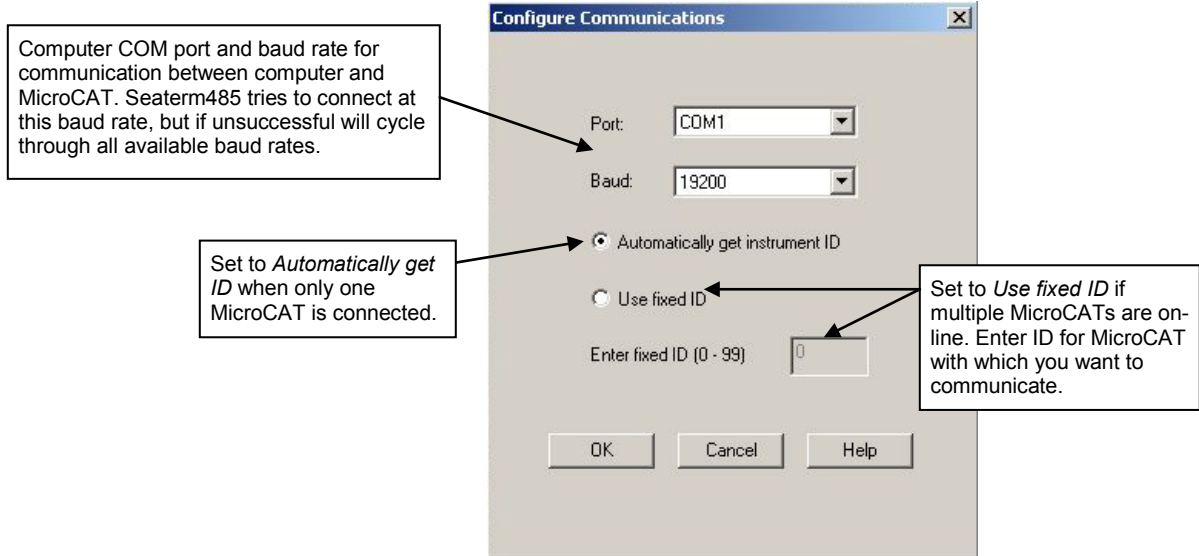 Configure Communications
Computer COM port and baud rate for
communication between computer and
MicroCAT. Seaterm485 tries to connect at
this baud rate, but if unsuccessful will cycle
through all available baud rates.
Port: COM1
Baud: 19200
Automatically get instrument ID
Set to Automatically get
ID when only one
MicroCAT is connected.
Use fixed ID
Enter fixed ID (0 - 99) 0
Set to Use fixed ID if
multiple MicroCATs are on-
line. Enter ID for MicroCAT
with which you want to
communicate.
OK Cancel Help